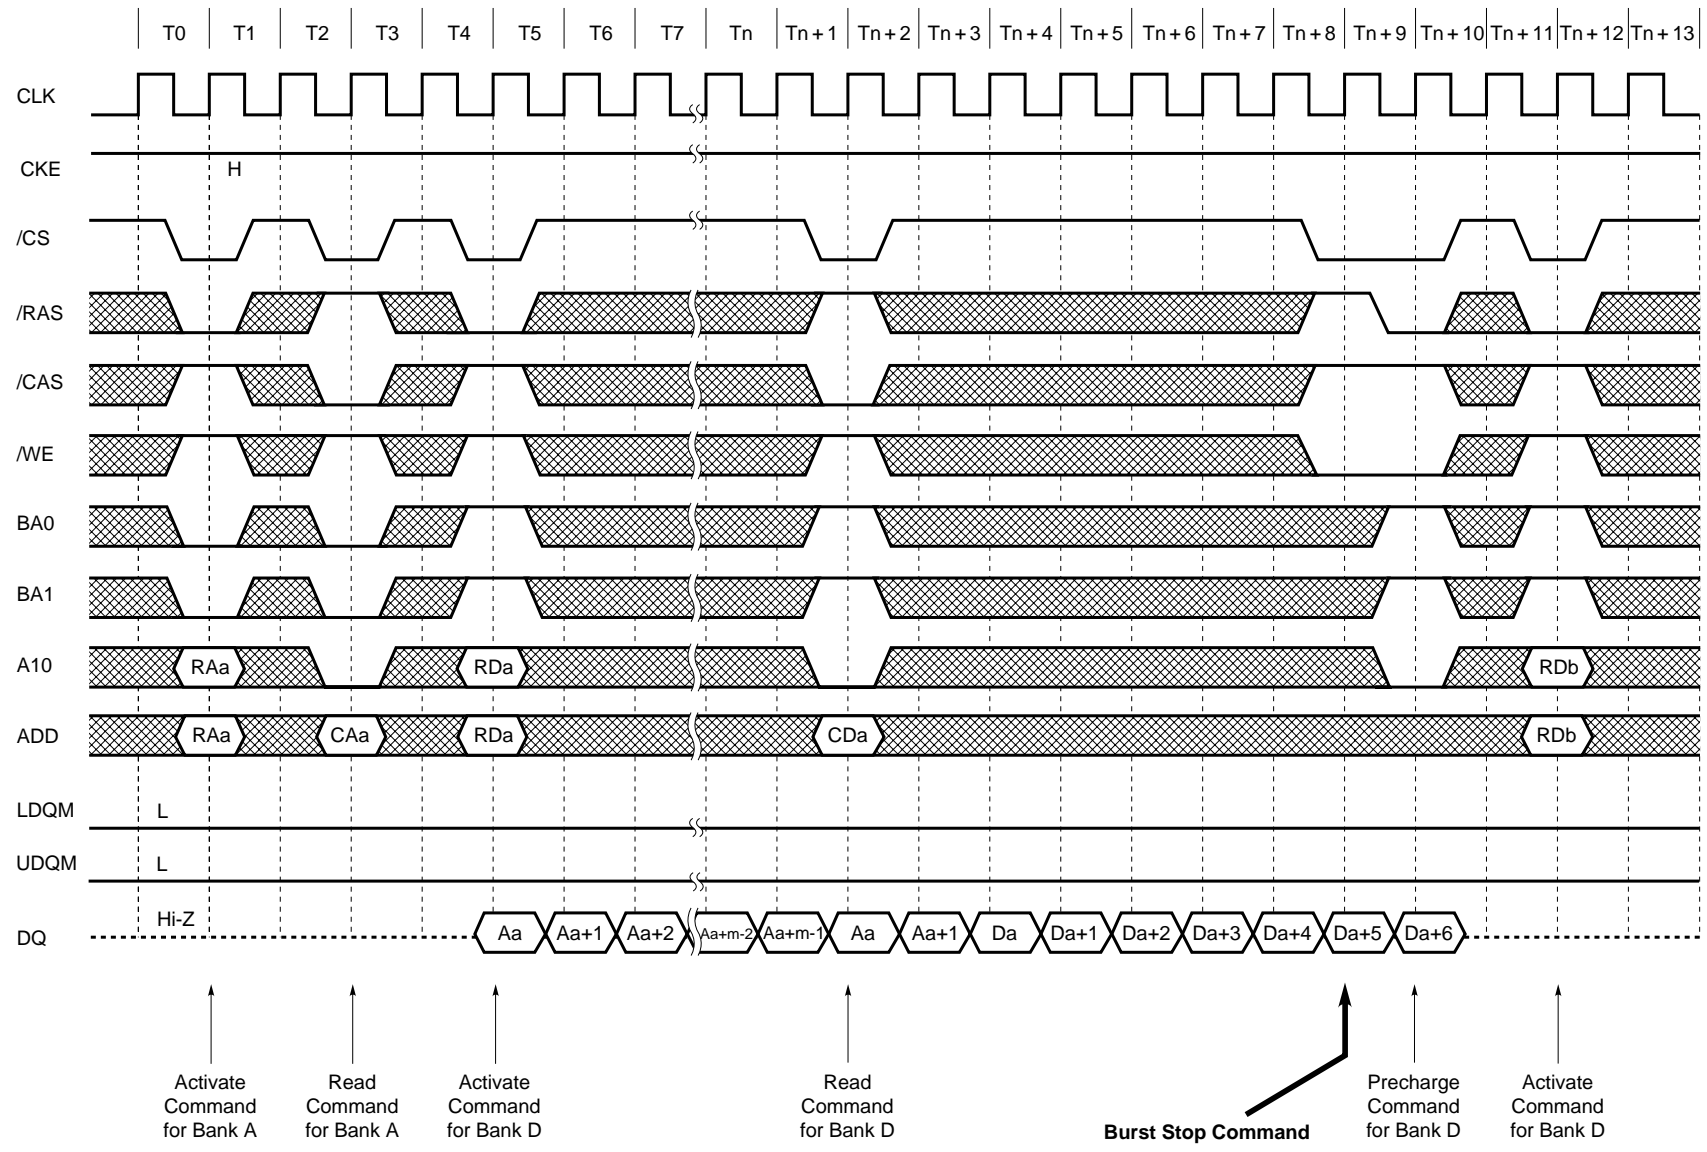 T0 T1 T2 T3 T4 T5 T6 T7 Tn Tn + 1 Tn + 2 Tn + 3 Tn + 4 Tn + 5 Tn + 6 Tn + 7 Tn + 8 Tn + 9 Tn + 10 Tn + 11 Tn + 12 Tn + 13
CLK
CKE H
/CS
/RAS
/CAS
/WE
BA0
BA1
A10 RAa RDa RDb
ADD RAa CAa RDa CDa RDb
LDQM L
UDQM L
DQ Hi-Z Aa Aa+1 Aa+2 Aa+m-2 Aa+m-1 Aa Aa+1 Da Da+1 Da+2 Da+3 Da+4 Da+5 Da+6
Activate
Command
for Bank A
Read
Command
for Bank A
Activate
Command
for Bank D
Read
Command
for Bank D
Burst Stop Command
Precharge
Command
for Bank D
Activate
Command
for Bank D